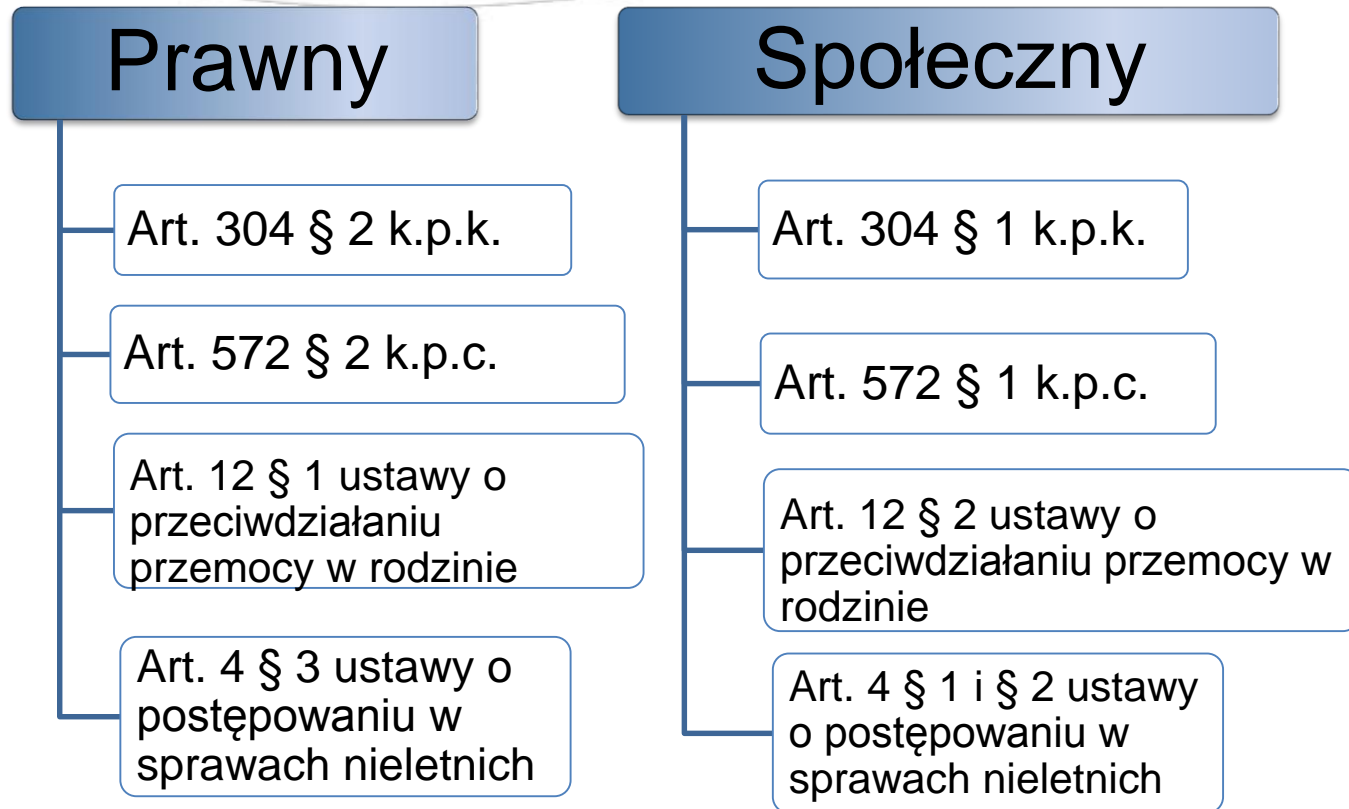 Prawny
Art. 304 § 2 k.p.k.
Art. 572 § 2 k.p.c.
Art. 12 § 1 ustawy o
przeciwdziałaniu
przemocy w rodzinie
Art. 4 § 3 ustawy o
postępowaniu w
sprawach nieletnich
Społeczny
Art. 304 § 1 k.p.k.
Art. 572 § 1 k.p.c.
Art. 12 § 2 ustawy o
przeciwdziałaniu przemocy w
rodzinie
Art. 4 § 1 i § 2 ustawy
o postępowaniu w
sprawach nieletnich